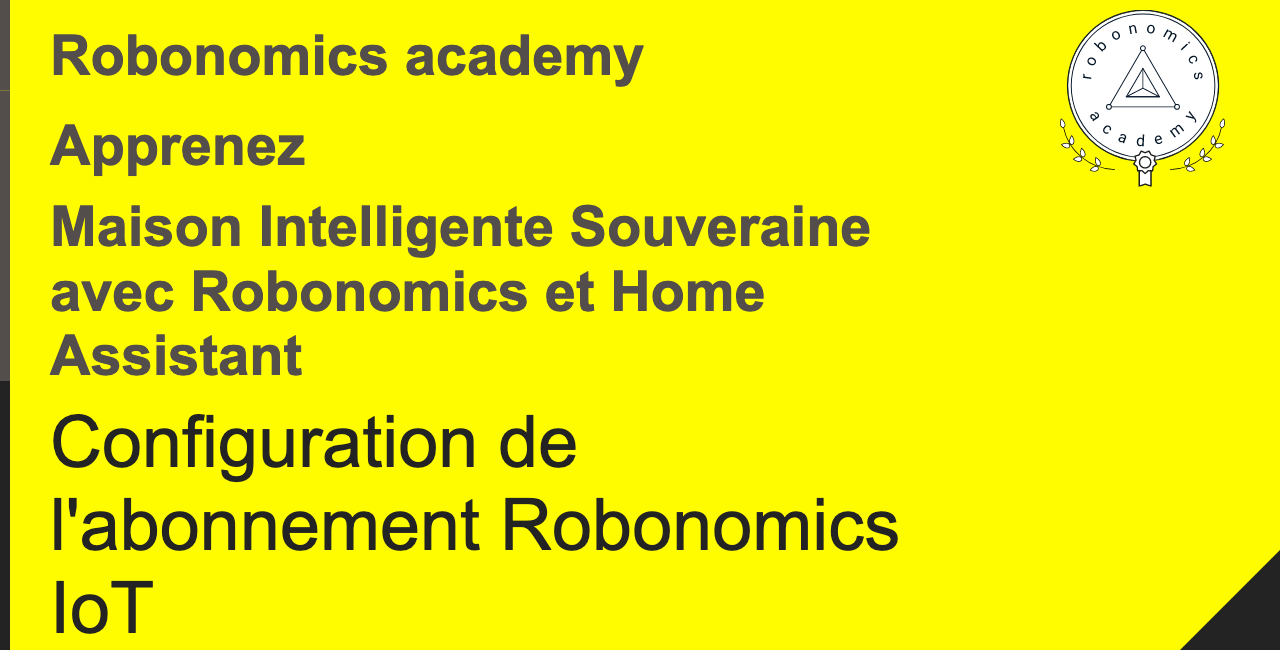 Robonomics academy
Apprenez
Maison Intelligente Souveraine
avec Robonomics et Home
Assistant
Configuration de
l'abonnement Robonomics
IoT
robonomics
academy